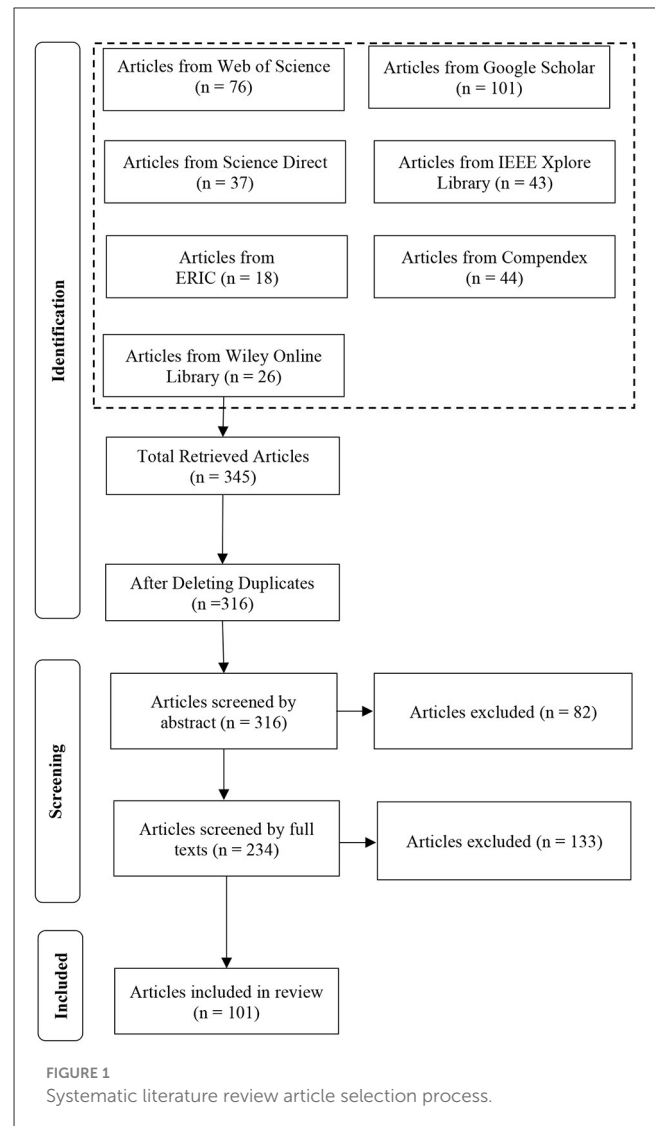 Identification
Articles from Web of Science
(n = 76)
Articles from Google Scholar
(n = 101)
Articles from Science Direct
(n = 37)
Articles from IEEE Xplore
Library (n = 43)
Articles from
ERIC (n = 18)
Articles from Compendex
(n = 44)
Articles from Wiley Online
Library (n = 26)
Total Retrieved Articles
(n = 345)
After Deleting Duplicates
(n =316)
Screening
Articles screened by
abstract (n = 316)
Articles excluded (n = 82)
Articles screened by full
texts (n = 234)
Articles excluded (n = 133)
Included
Articles included in review
(n = 101)
FIGURE 1
Systematic literature review article selection process.